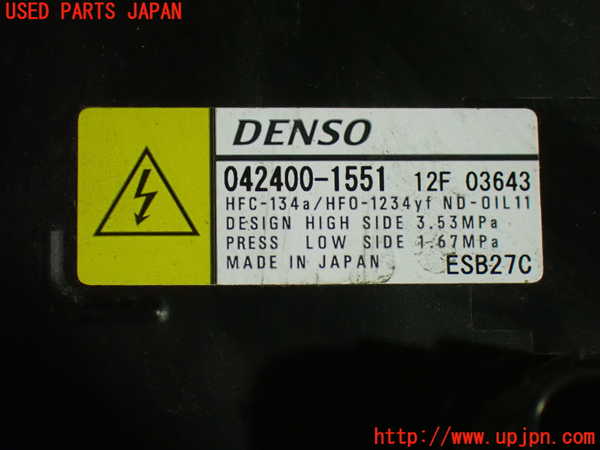 USED PARTS JAPAN
DENSO
042400-1551 12F 03643
HFC-134a/HFO-1234yf ND-OIL11
DESIGN HIGH SIDE 3.53MPa
PRESS LOW SIDE 1.67MPa
MADE IN JAPAN ESB27C
http://www.upjpn.com/